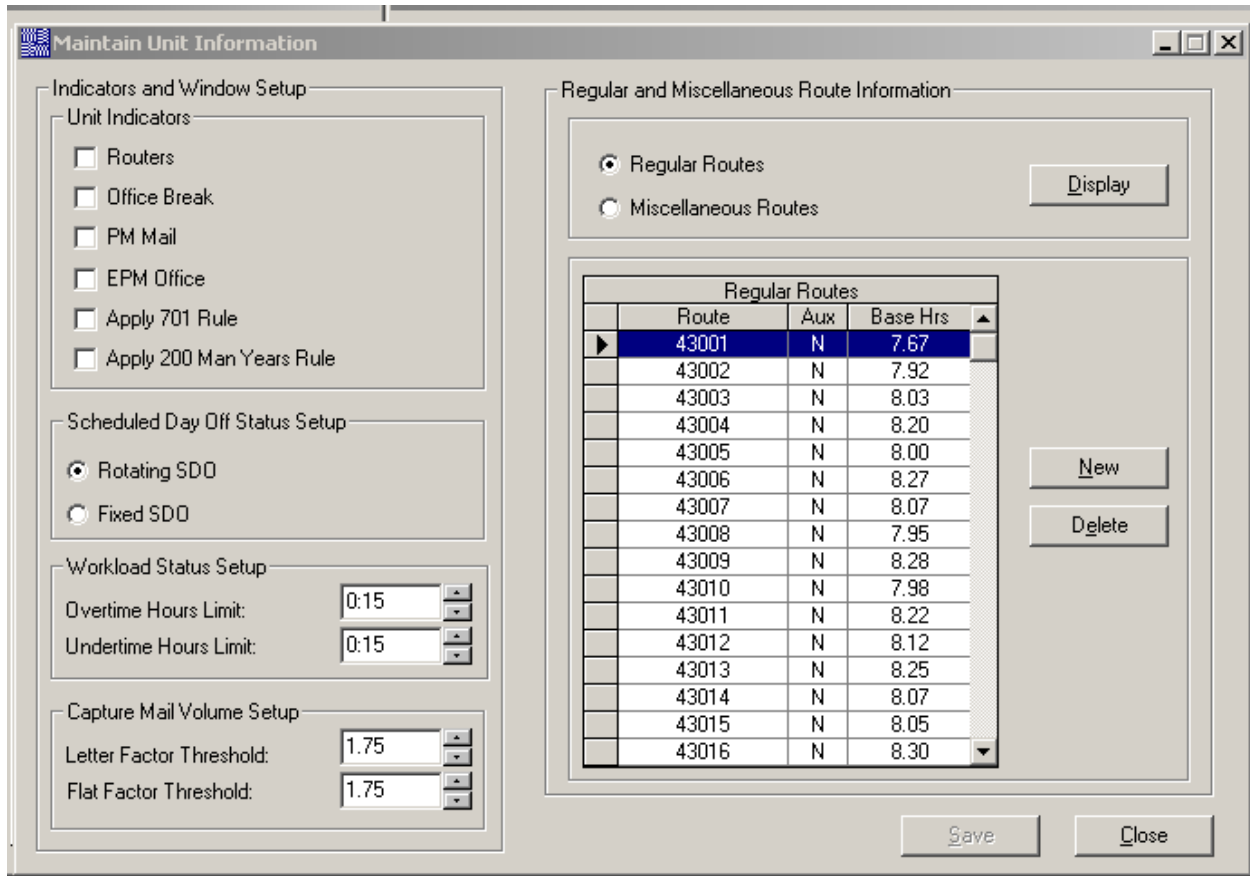 Maintain Unit Information
Indicators and Window Setup
Unit Indicators
Routers
Office Break
PM Mail
EPM Office
Apply 701 Rule
Apply 200 Man Years Rule
Scheduled Day Off Status Setup
Rotating SDO
Fixed SDO
Workload Status Setup
Overtime Hours Limit: 0:15
Undertime Hours Limit: 0:15
Capture Mail Volume Setup
Letter Factor Threshold: 1.75
Flat Factor Threshold: 1.75
Regular and Miscellaneous Route Information
Regular Routes
Miscellaneous Routes
Display
Regular Routes
Route Aux Base Hrs
43001 N 7.67
43002 N 7.92
43003 N 8.03
43004 N 8.20
43005 N 8.00
43006 N 8.27
43007 N 8.07
43008 N 7.95
43009 N 8.28
43010 N 7.98
43011 N 8.22
43012 N 8.12
43013 N 8.25
43014 N 8.07
43015 N 8.05
43016 N 8.30
New
Delete
Save
Close